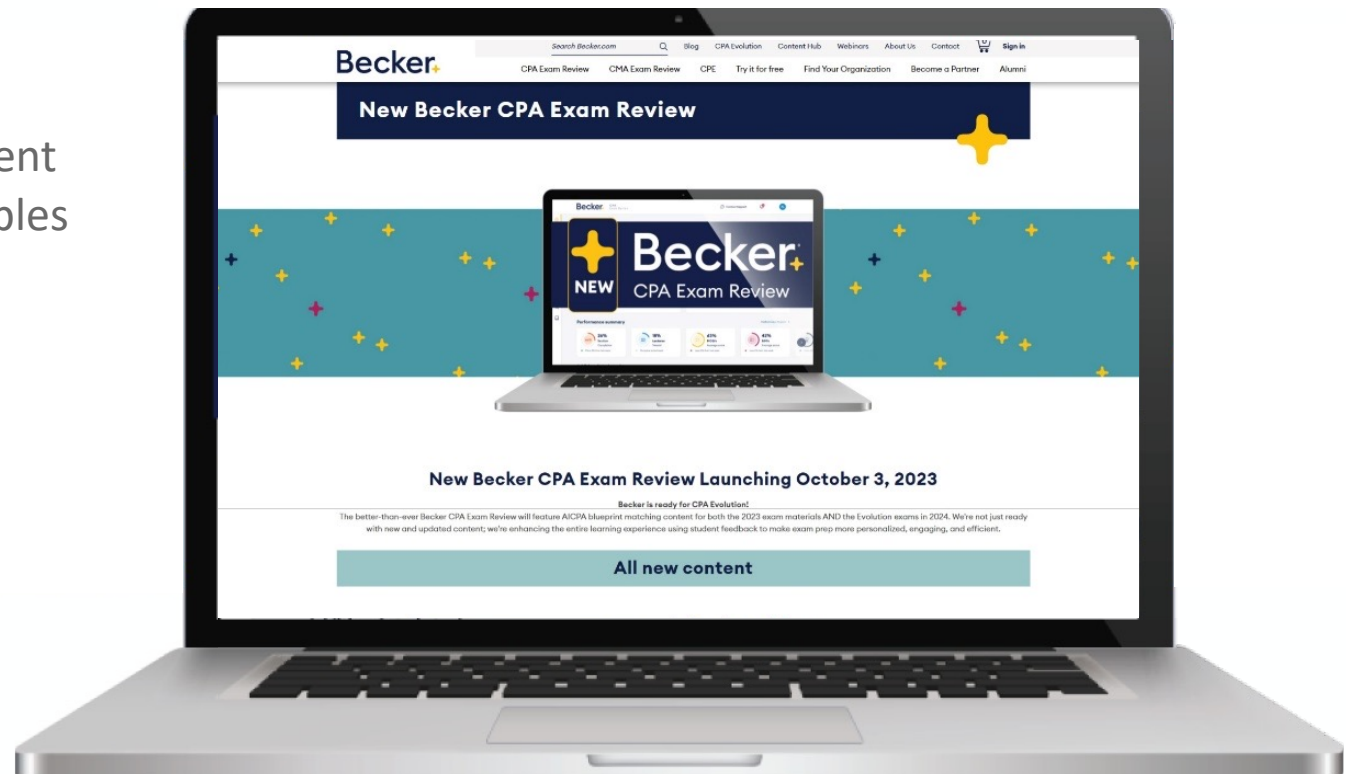 ent
bles
Search Becker.com Blog CPA Evolution Content Hub Webinars About Us Contact Sign in
Becker
CPA Exam Review CMA Exam Review CPE Try it for free Find Your Organization Become a Partner Alumni
New Becker CPA Exam Review
Becker
Becker
NEW
CPA Exam Review
Performance summary
New Becker CPA Exam Review Launching October 3, 2023
Becker is ready for CPA Evolution!
The better-than-ever Becker CPA Exam Review will feature AICPA blueprint matching content for both the 2023 exam materials AND the Evolution exams in 2024. We're not just ready
with new and updated content; we're enhancing the entire learning experience using student feedback to make exam prep more personalized, engaging, and efficient.
All new content